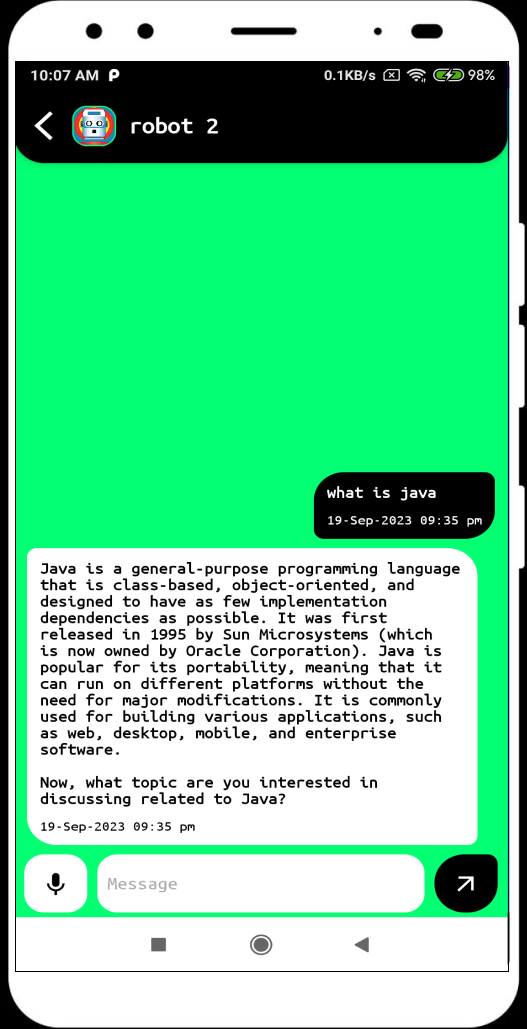 10:07 AM P 0.1KB/s 98%
robot 2
what is java
19-Sep-2023 09:35 pm
Java is a general-purpose programming language
that is class-based, object-oriented, and
designed to have as few implementation
dependencies as possible. It was first
released in 1995 by Sun Microsystems (which
is now owned by Oracle Corporation). Java is
popular for its portability, meaning that it
can run on different platforms without the
need for major modifications. It is commonly
used for building various applications, such
as web, desktop, mobile, and enterprise
software.
Now, what topic are you interested in
discussing related to Java?
19-Sep-2023 09:35 pm
Message